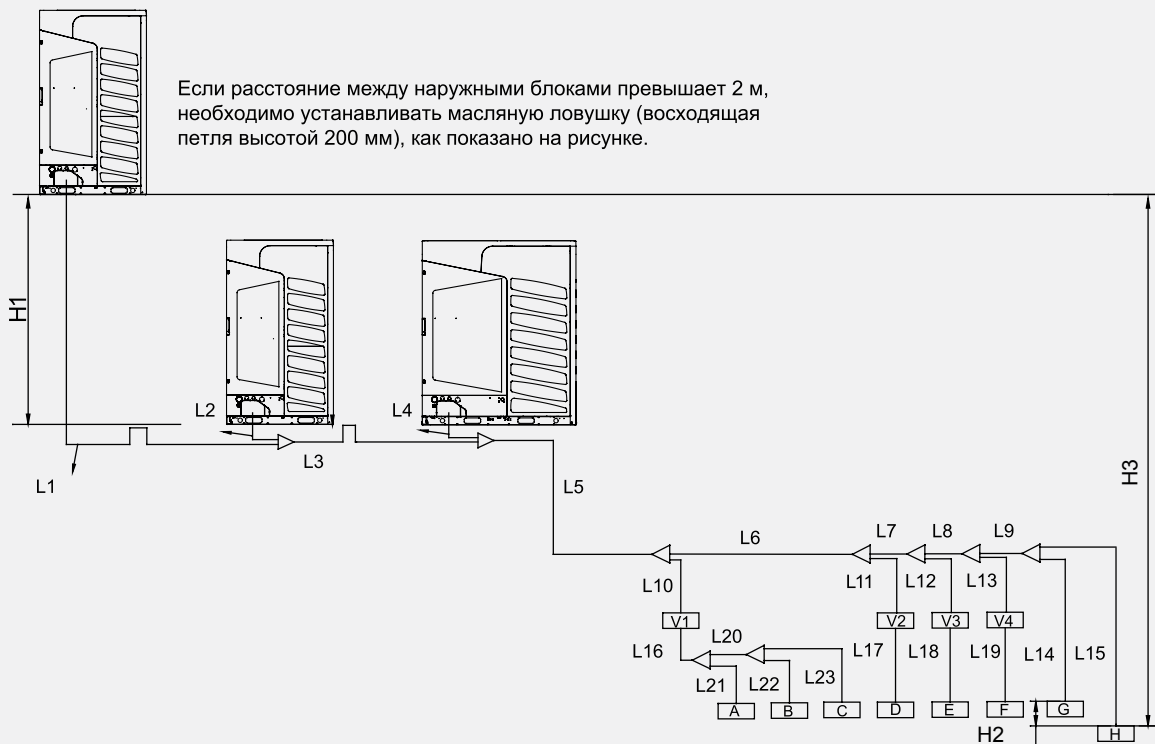 Если расстояние между наружными блоками превышает 2 м,
необходимо устанавливать масляную ловушку (восходящая
петля высотой 200 мм), как показано на рисунке.
H1
L2
L4
L1
L3
L5
H3
L6
L7
L8
L9
L10
L11
L12
L13
V1
V2
V3
V4
L16
L20
L17
L18
L19
L14
L15
L21
L22
L23
A
B
C
D
E
F
G
H2
H